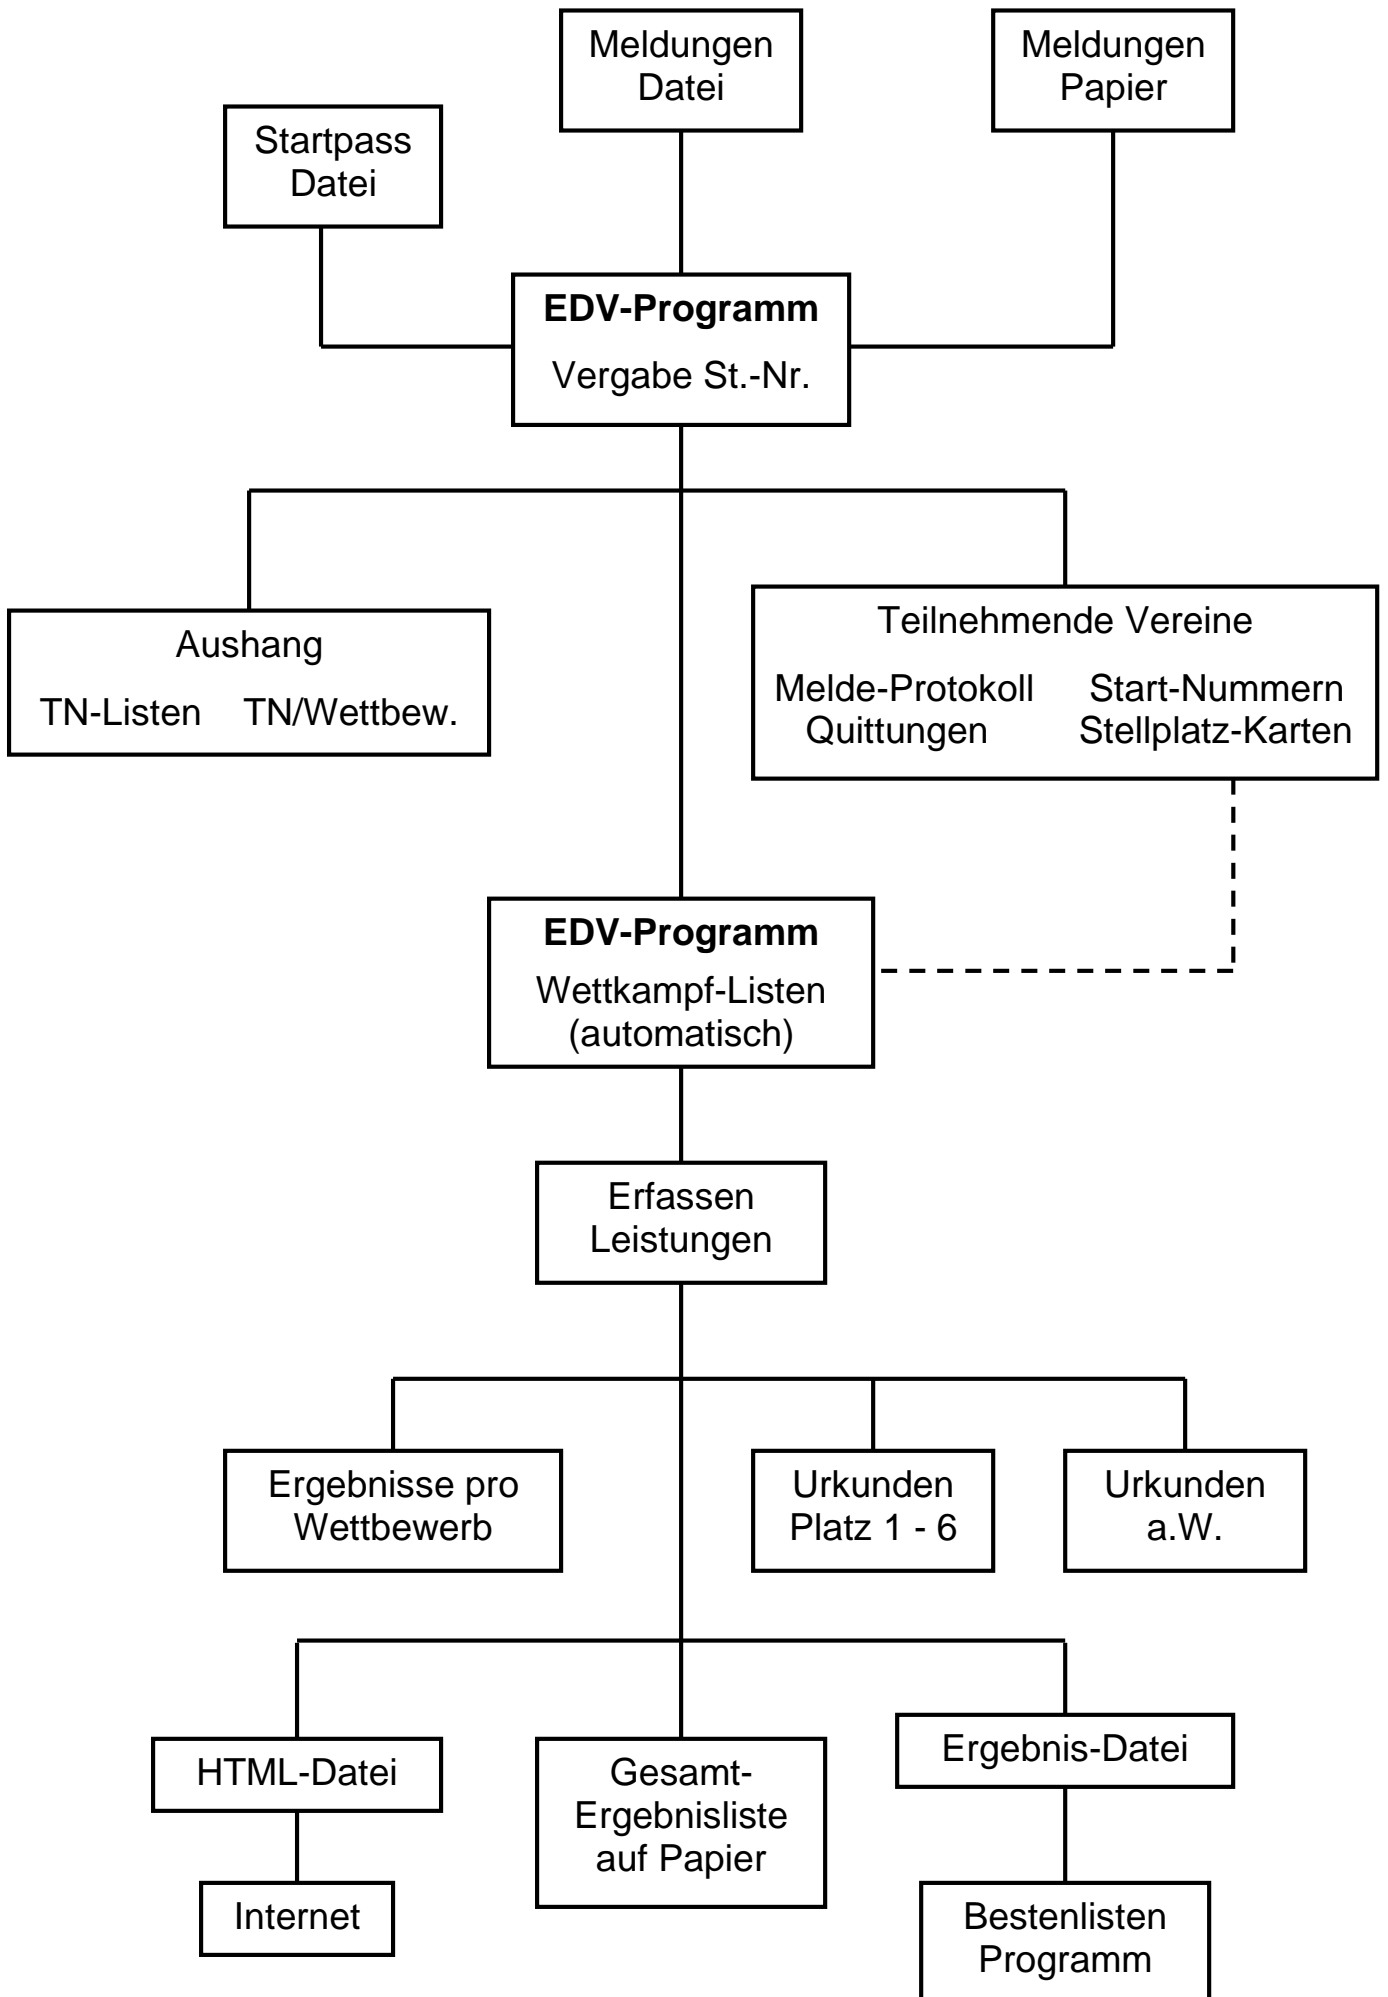 Meldungen
Datei
Meldungen
Papier
Startpass
Datei
EDV-Programm
Vergabe St.-Nr.
Aushang
TN-Listen TN/Wettbew.
Teilnehmende Vereine
Melde-Protokoll Start-Nummern
Quittungen Stellplatz-Karten
EDV-Programm
Wettkampf-Listen
(automatisch)
Erfassen
Leistungen
Ergebnisse pro
Wettbewerb
Urkunden
Platz 1 - 6
Urkunden
a.W.
HTML-Datei
Gesamt-
Ergebnisliste
auf Papier
Ergebnis-Datei
Internet
Bestenlisten
Programm